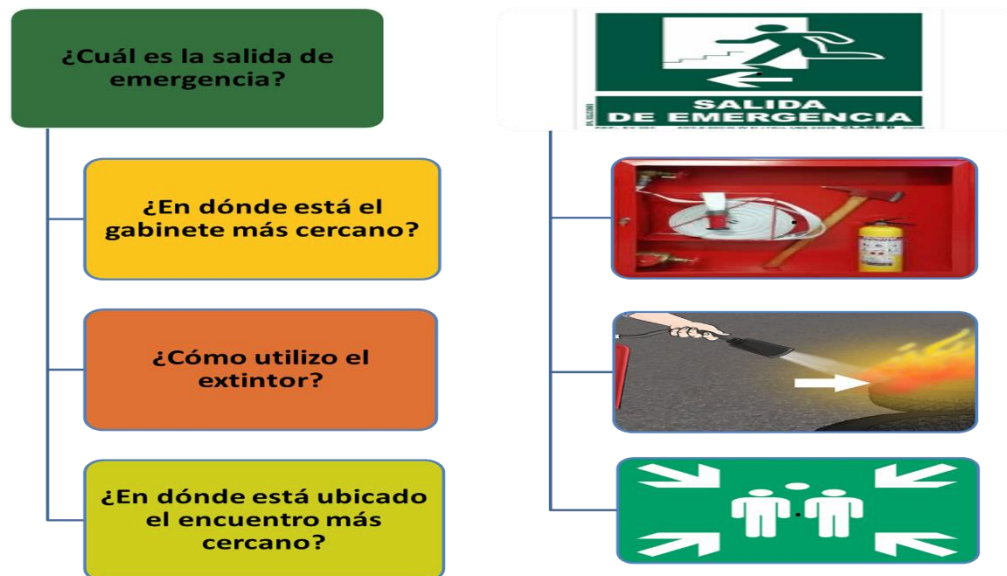 ¿Cuál es la salida de
emergencia?
SALIDA
DE EMERGENCIA
CLASE B
¿En dónde está el
gabinete más cercano?
¿Cómo utilizo el
extintor?
¿En dónde está ubicado
el encuentro más
cercano?